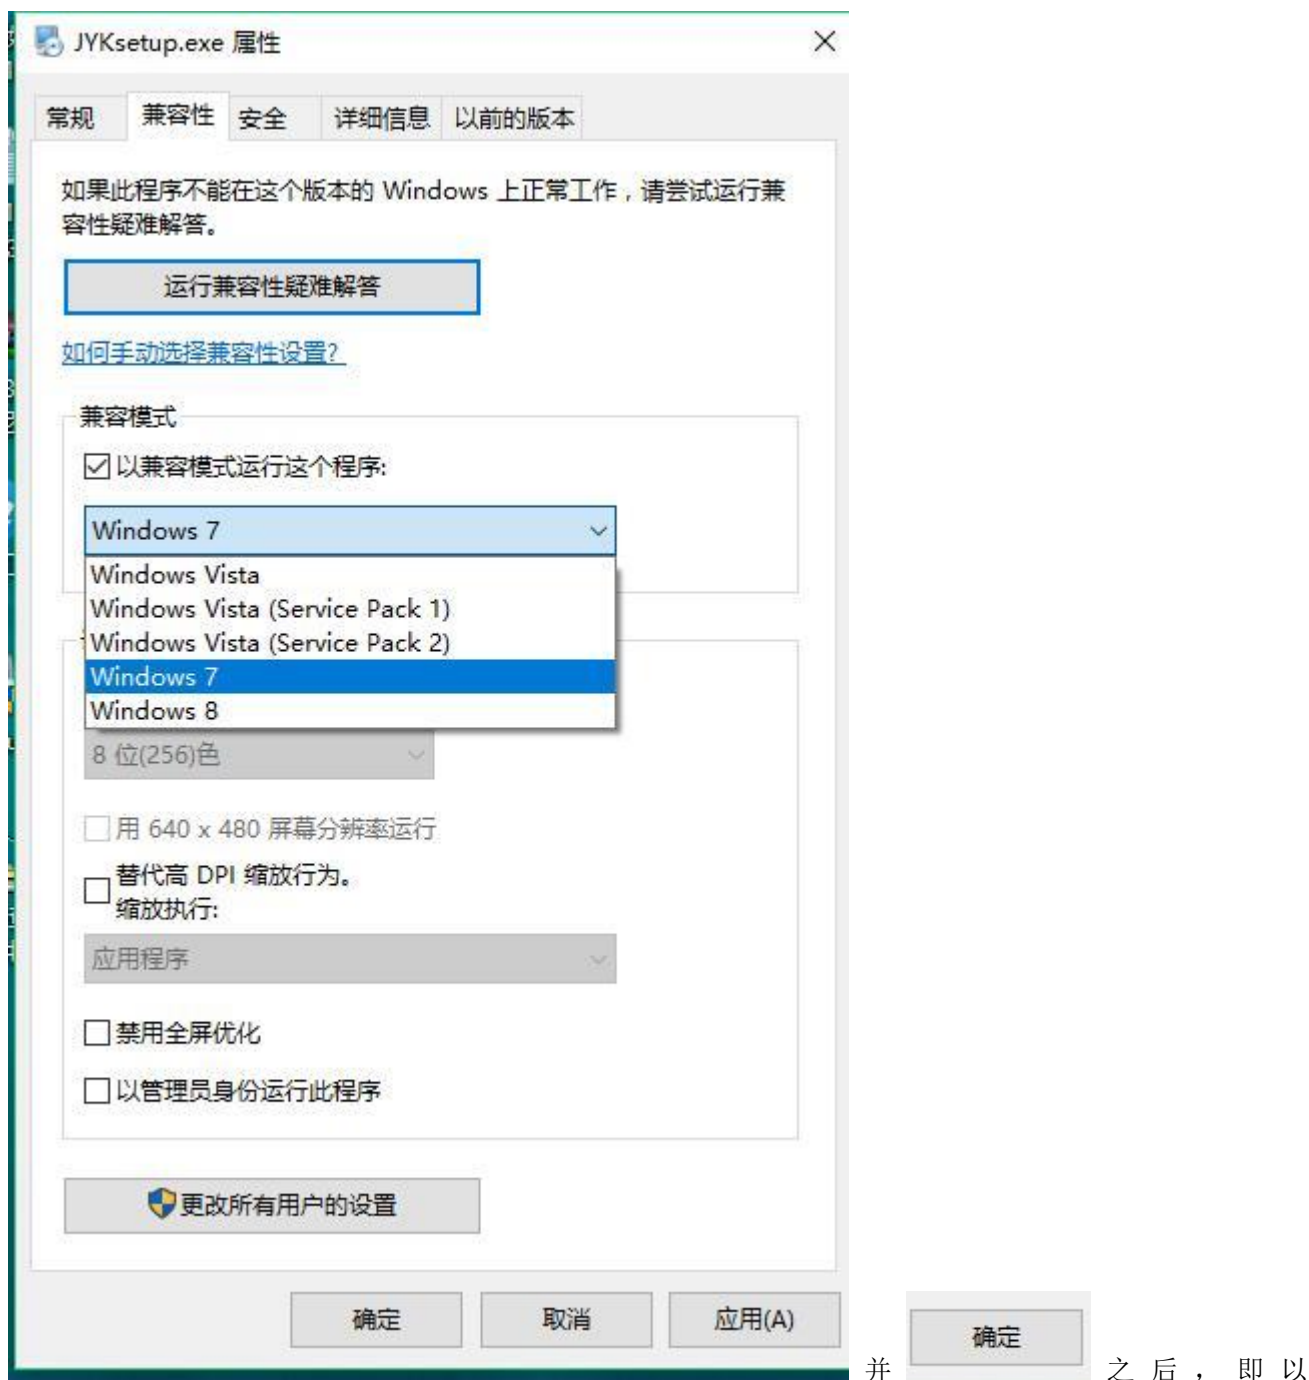 JYKsetup.exe 属性
常规 兼容性 安全 详细信息 以前的版本
如果此程序不能在这个版本的 Windows 上正常工作，请尝试运行兼
容性疑难解答。
运行兼容性疑难解答
如何手动选择兼容性设置?
兼容模式
以兼容模式运行这个程序:
Windows 7
Windows Vista
Windows Vista (Service Pack 1)
Windows Vista (Service Pack 2)
Windows 7
Windows 8
8 位(256)色
用 640 x 480 屏幕分辨率运行
替代高 DPI 缩放行为。
缩放执行:
应用程序
禁用全屏优化
以管理员身份运行此程序
更改所有用户的设置
确定 取消 应用(A)
并 确定 之后，即以